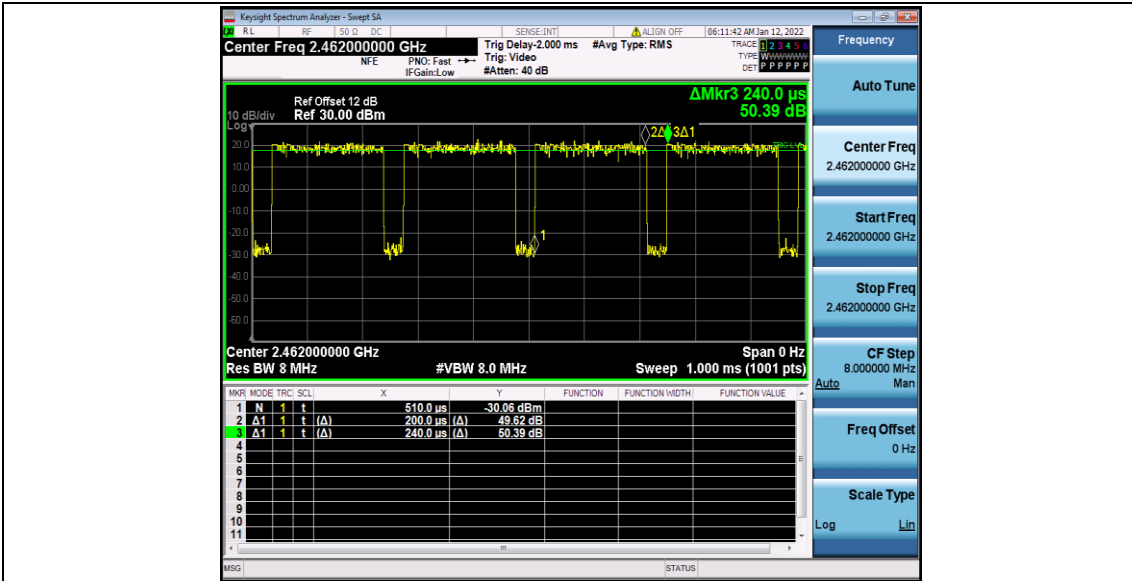 Keysight Spectrum Analyzer - Swept SA
RL RF 50 Ω DC SENSE:INT ALIGN OFF 06:11:42 AM Jan 12, 2022
Center Freq 2.462000000 GHz
NFE
PNO: Fast
IFGain:Low
Trig Delay-2.000 ms
Trig: Video
#Atten: 40 dB
#Avg Type: RMS
TRACE 1 2 3 4 5 6
TYPE WWWWWW
DET P P P P P P
ΔMkr3 240.0 µs
50.39 dB
Ref Offset 12 dB
10 dB/div Ref 30.00 dBm
Log
20.0
10.0
0.00
-10.0
-20.0
-30.0
-40.0
-50.0
-60.0
2Δ1 3Δ1
1
Center 2.462000000 GHz Span 0 Hz
Res BW 8 MHz #VBW 8.0 MHz Sweep 1.000 ms (1001 pts)
MKR MODE TRC SCL X Y FUNCTION FUNCTION WIDTH FUNCTION VALUE
1 N 1 t 510.0 µs -30.06 dBm
2 Δ1 1 t (Δ) 200.0 µs (Δ) 49.62 dB
3 Δ1 1 t (Δ) 240.0 µs (Δ) 50.39 dB
4
5
6
7
8
9
10
11
MSG STATUS
Frequency
Auto Tune
Center Freq
2.462000000 GHz
Start Freq
2.462000000 GHz
Stop Freq
2.462000000 GHz
CF Step
8.000000 MHz
Auto Man
Freq Offset
0 Hz
Scale Type
Log Lin